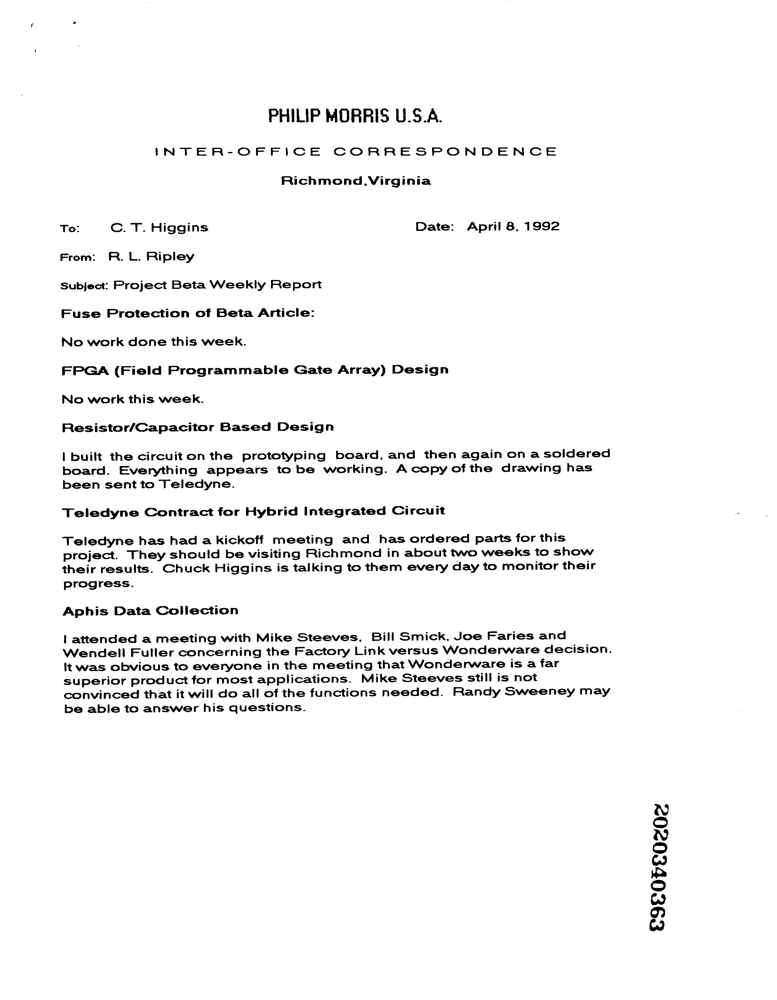 PHILIP MORRIS U.S.A.
INTER-OFFICE CORRESPONDENCE
Richmond,Virginia
To: C. T. Higgins Date: April 8, 1992
From: R. L. Ripley
Subject: Project Beta Weekly Report
Fuse Protection of Beta Article:
No work done this week.
FPGA (Field Programmable Gate Array) Design
No work this week.
Resistor/Capacitor Based Design
I built the circuit on the prototyping board, and then again on a soldered
board. Everything appears to be working. A copy of the drawing has
been sent to Teledyne.
Teledyne Contract for Hybrid Integrated Circuit
Teledyne has had a kickoff meeting and has ordered parts for this
project. They should be visiting Richmond in about two weeks to show
their results. Chuck Higgins is talking to them every day to monitor their
progress.
Aphis Data Collection
I attended a meeting with Mike Steeves, Bill Smick, Joe Faries and
Wendell Fuller concerning the Factory Link versus Wonderware decision.
It was obvious to everyone in the meeting that Wonderware is a far
superior product for most applications. Mike Steeves still is not
convinced that it will do all of the functions needed. Randy Sweeney may
be able to answer his questions.
2020340363